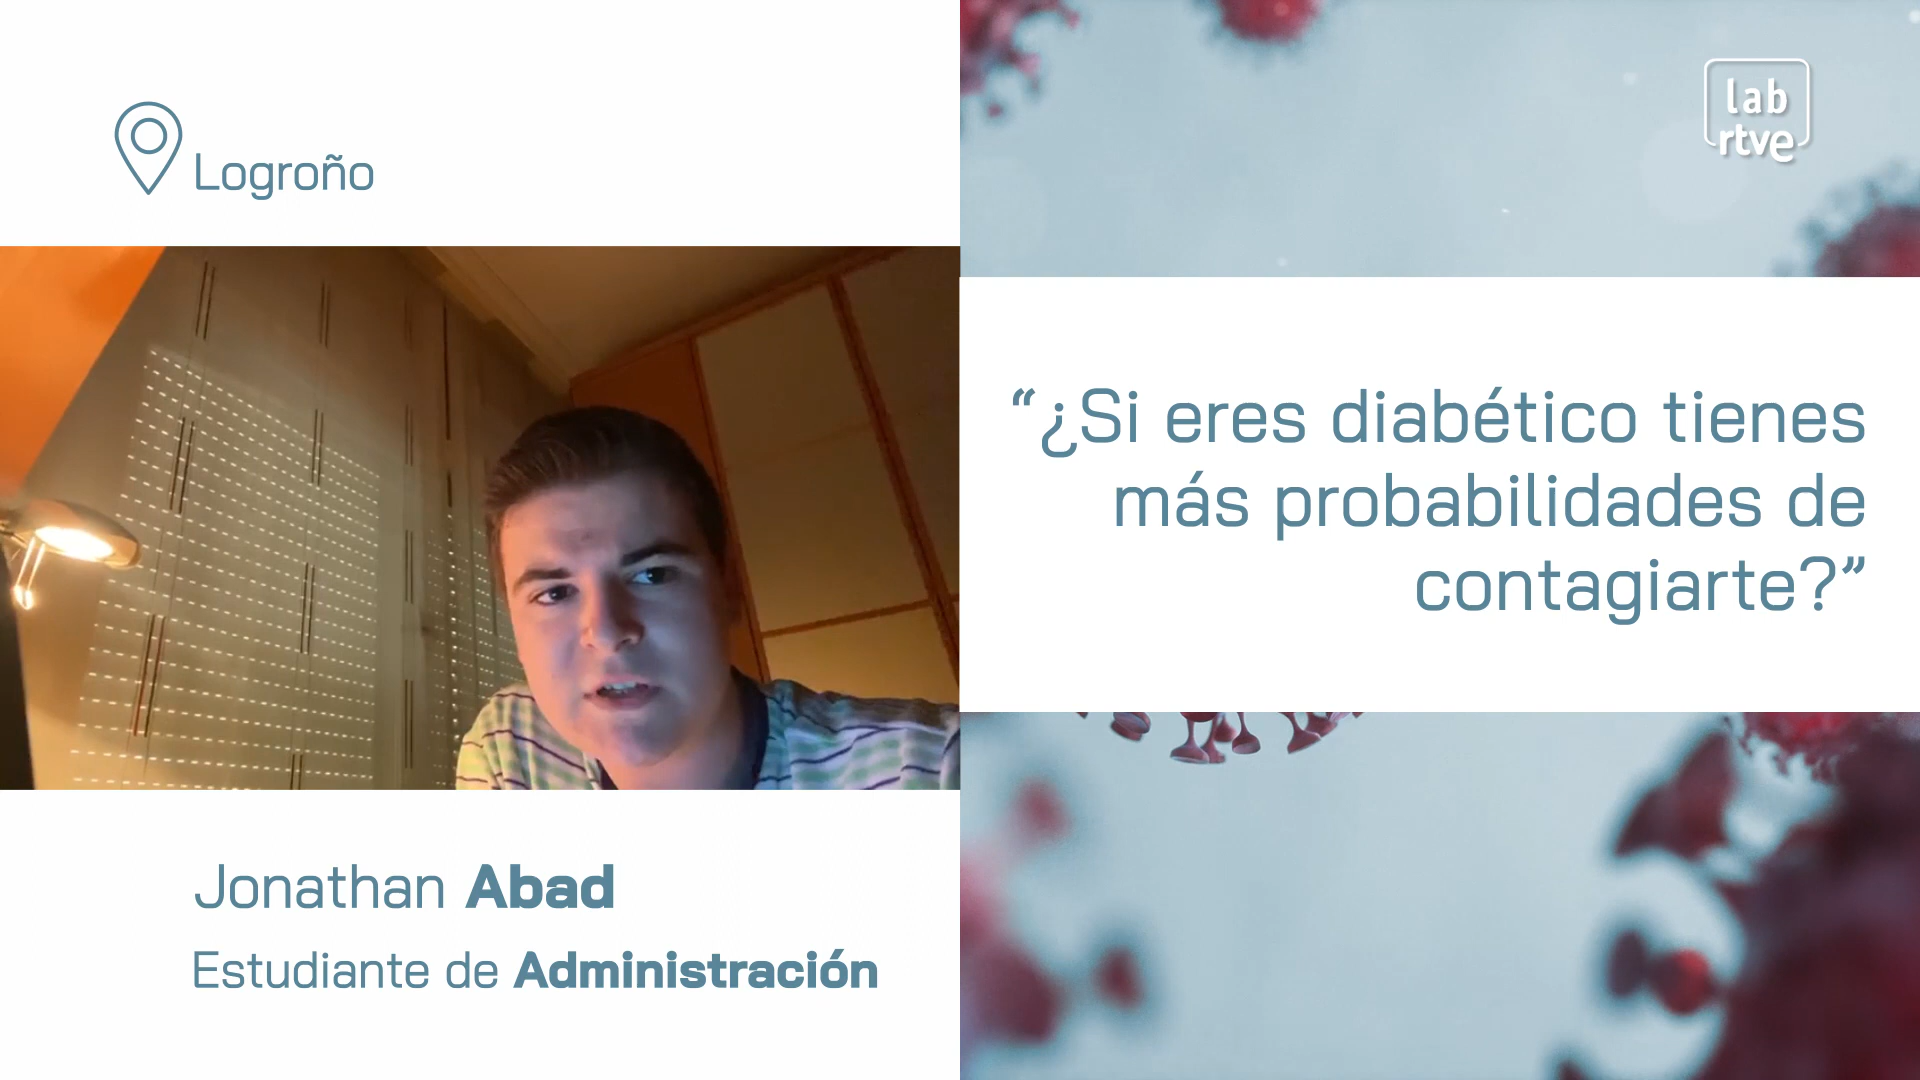 Logroño
Jonathan Abad
Estudiante de Administración
lab
rtve
“¿Si eres diabético tienes
más probabilidades de
contagiarte?”